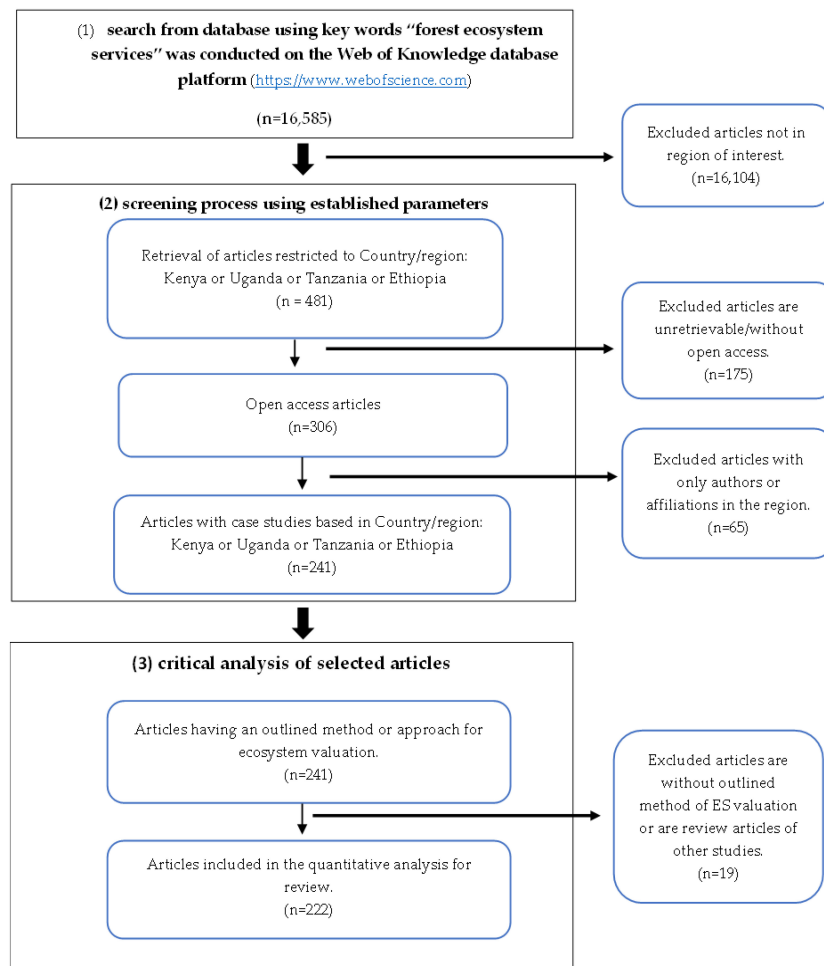 (1) search from database using key words “forest ecosystem
services” was conducted on the Web of Knowledge database
platform (https://www.webofscience.com)
(n=16,585)
Excluded articles not in
region of interest.
(n=16,104)
(2) screening process using established parameters
Retrieval of articles restricted to Country/region:
Kenya or Uganda or Tanzania or Ethiopia
(n = 481)
Excluded articles are
unretrievable/without
open access.
(n=175)
Open access articles
(n=306)
Excluded articles with
only authors or
affiliations in the region.
(n=65)
Articles with case studies based in Country/region:
Kenya or Uganda or Tanzania or Ethiopia
(n=241)
(3) critical analysis of selected articles
Articles having an outlined method or approach for
ecosystem valuation.
(n=241)
Excluded articles are
without outlined
method of ES valuation
or are review articles of
other studies.
(n=19)
Articles included in the quantitative analysis for
review.
(n=222)